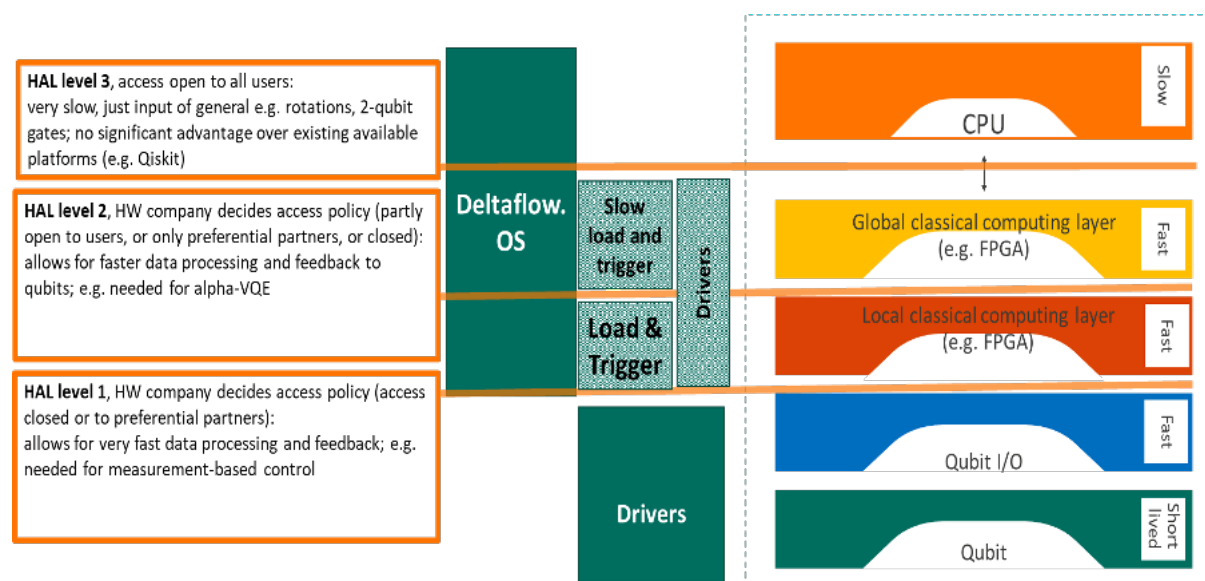 HAL level 3, access open to all users:
very slow, just input of general e.g. rotations, 2-qubit
gates; no significant advantage over existing available
platforms (e.g. Qiskit)
HAL level 2, HW company decides access policy (partly
open to users, or only preferential partners, or closed):
allows for faster data processing and feedback to
qubits; e.g. needed for alpha-VQE
HAL level 1, HW company decides access policy (access
closed or to preferential partners):
allows for very fast data processing and feedback; e.g.
needed for measurement-based control
Deltaflow.
OS
Slow
load and
trigger
Load &
Trigger
Drivers
Drivers
CPU
Slow
Global classical computing layer
(e.g. FPGA)
Fast
Local classical computing layer
(e.g. FPGA)
Fast
Qubit I/O
Fast
Qubit
Short
lived